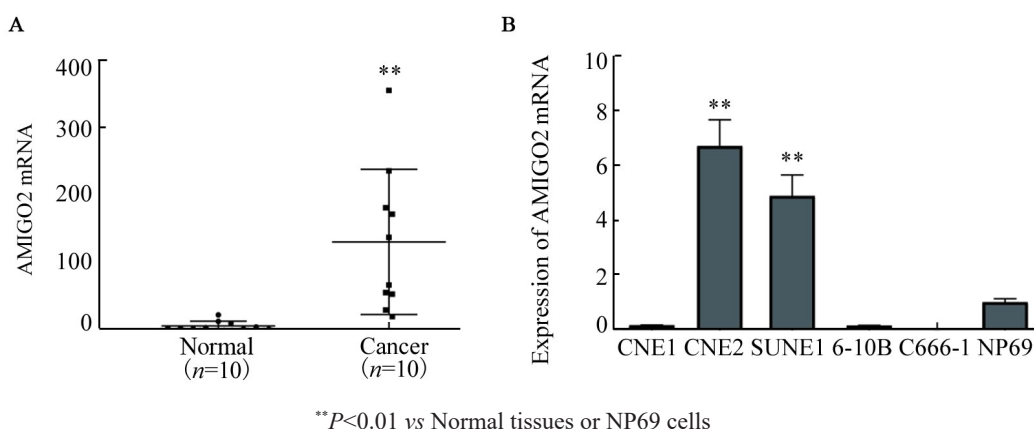 A
AMIGO2 mRNA
400
300
200
100
0
**
Normal
(n=10)
Cancer
(n=10)
B
Expression of AMIGO2 mRNA
10
8
6
4
2
0
**
**
CNE1 CNE2 SUNE1 6-10B C666-1 NP69
**P<0.01 vs Normal tissues or NP69 cells